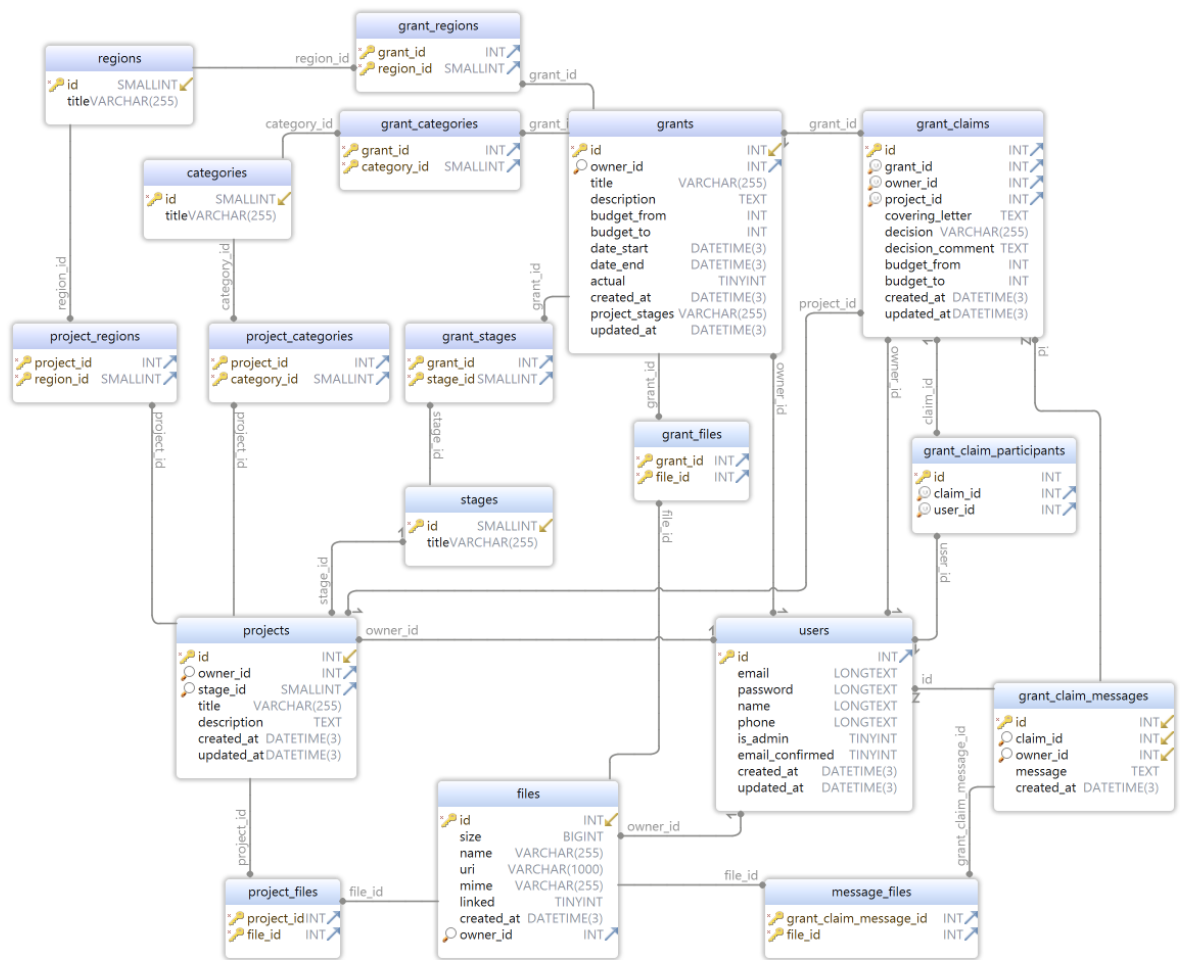 grant_regions
grant_id INT
region_id SMALLINT
regions
id SMALLINT
title VARCHAR(255)
region_id
grant_id
grant_categories
grant_id INT
category_id SMALLINT
category_id
grant_i
grants
id INT
owner_id INT
title VARCHAR(255)
description TEXT
budget_from INT
budget_to INT
date_start DATETIME(3)
date_end DATETIME(3)
actual TINYINT
created_at DATETIME(3)
project_stages VARCHAR(255)
updated_at DATETIME(3)
grant_id
grant_claims
id INT
grant_id INT
owner_id INT
project_id INT
covering_letter TEXT
decision VARCHAR(255)
decision_comment TEXT
budget_from INT
budget_to INT
created_at DATETIME(3)
updated_at DATETIME(3)
categories
id SMALLINT
title VARCHAR(255)
region_id
category_id
grant_id
project_id
project_regions
project_id INT
region_id SMALLINT
project_categories
project_id INT
category_id SMALLINT
grant_stages
grant_id INT
stage_id SMALLINT
grant_id
owner_id
owner_id
claim_id
id
project_id
project_id
stage_id
grant_files
grant_id INT
file_id INT
grant_claim_participants
id INT
claim_id INT
user_id INT
stages
id SMALLINT
title VARCHAR(255)
stage_id
file_id
user_id
projects
id INT
owner_id INT
stage_id SMALLINT
title VARCHAR(255)
description TEXT
created_at DATETIME(3)
updated_at DATETIME(3)
owner_id
users
id INT
email LONGTEXT
password LONGTEXT
name LONGTEXT
phone LONGTEXT
is_admin TINYINT
email_confirmed TINYINT
created_at DATETIME(3)
updated_at DATETIME(3)
id
grant_claim_messages
id INT
claim_id INT
owner_id INT
message TEXT
created_at DATETIME(3)
files
id INT
size BIGINT
name VARCHAR(255)
uri VARCHAR(1000)
mime VARCHAR(255)
linked TINYINT
created_at DATETIME(3)
owner_id INT
owner_id
project_id
grant_claim_message_id
project_files
project_id INT
file_id INT
file_id
file_id
message_files
grant_claim_message_id INT
file_id INT